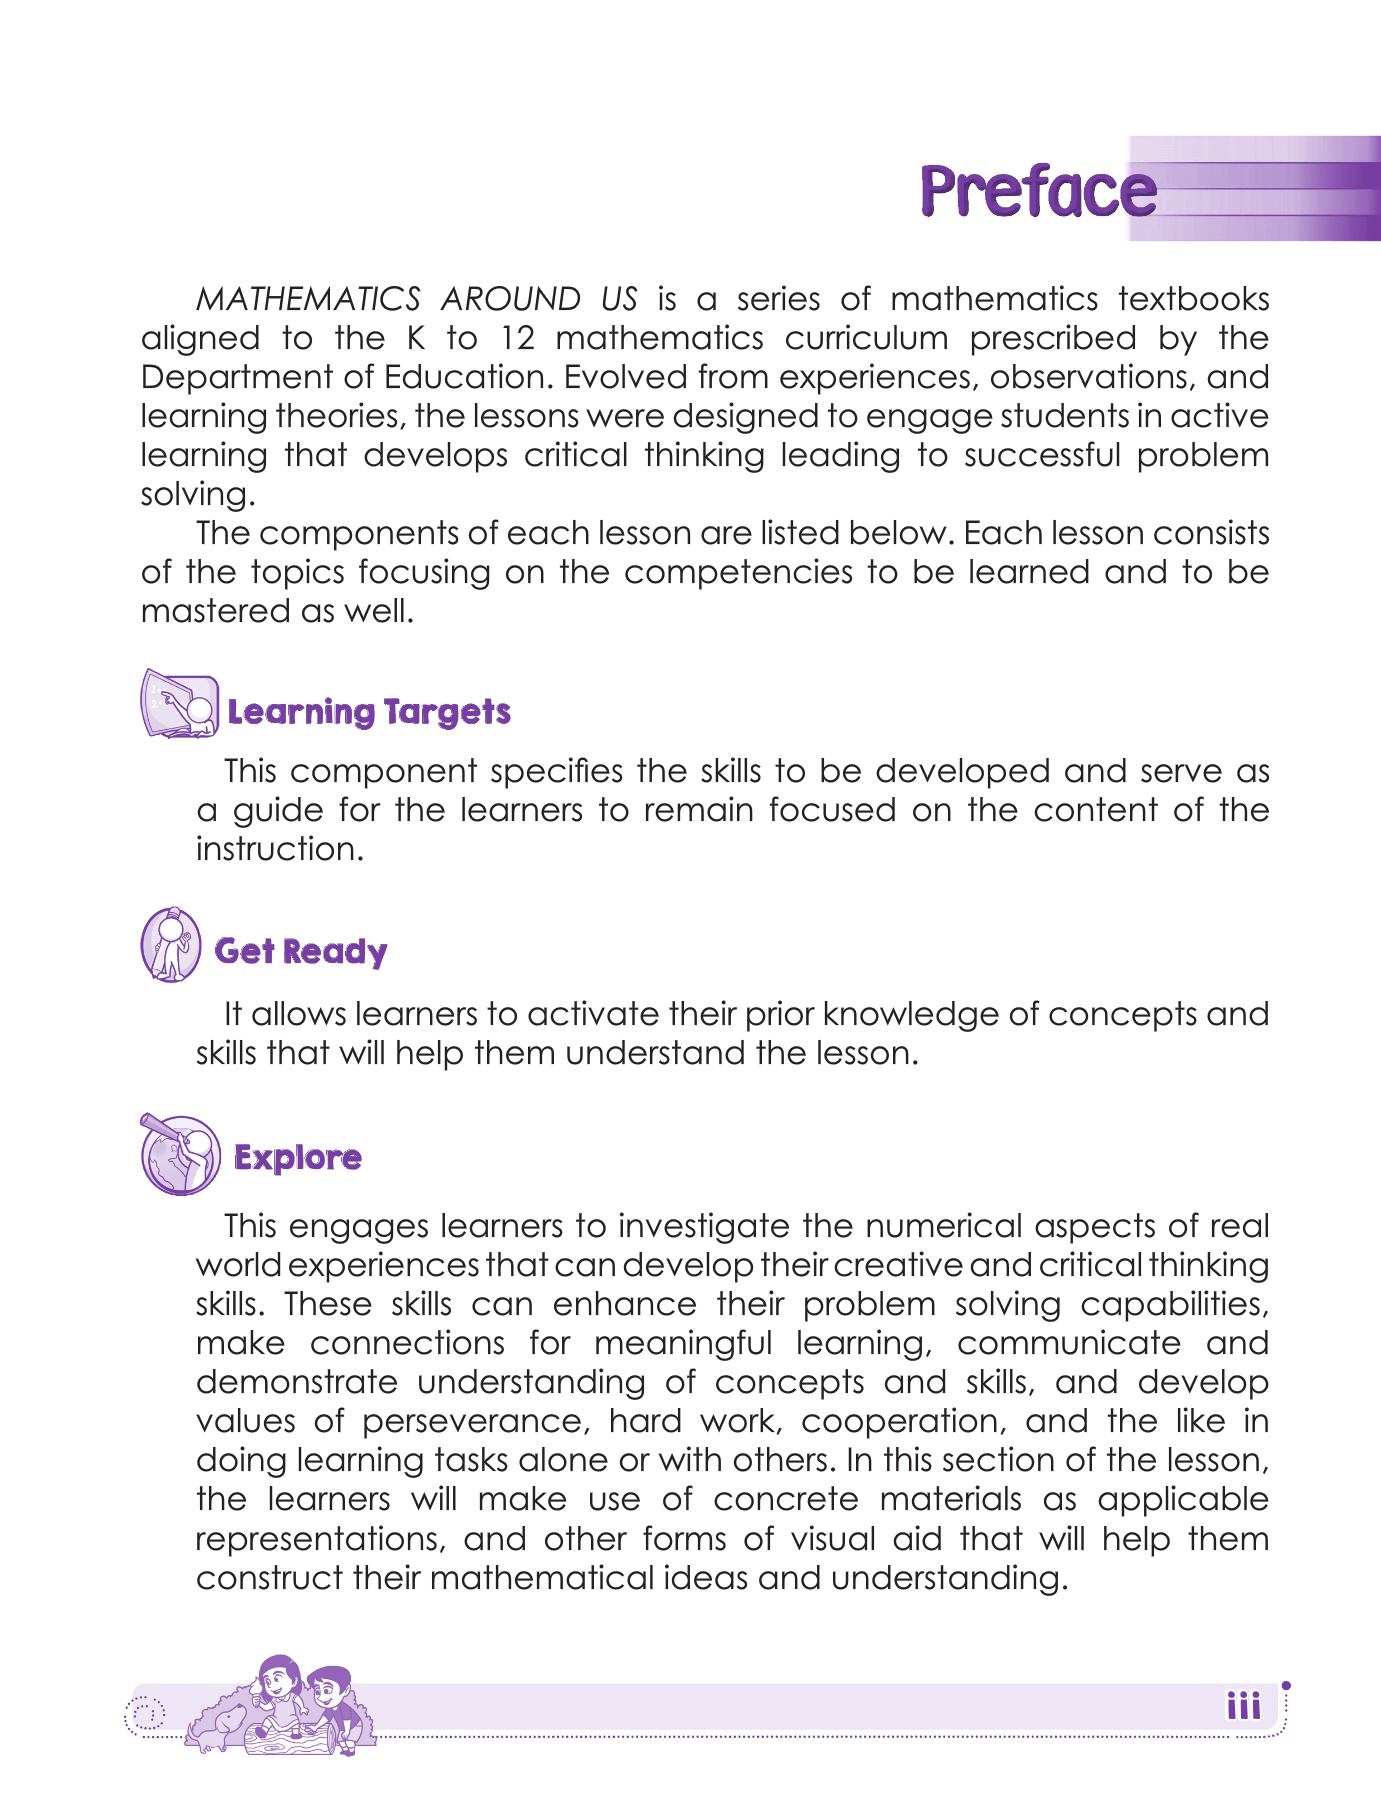 Preface
MATHEMATICS AROUND US is a series of mathematics textbooks
aligned to the K to 12 mathematics curriculum prescribed by the
Department of Education. Evolved from experiences, observations, and
learning theories, the lessons were designed to engage students in active
learning that develops critical thinking leading to successful problem
solving.
The components of each lesson are listed below. Each lesson consists
of the topics focusing on the competencies to be learned and to be
mastered as well.
Learning Targets
This component specifies the skills to be developed and serve as
a guide for the learners to remain focused on the content of the
instruction.
Get Ready
It allows learners to activate their prior knowledge of concepts and
skills that will help them understand the lesson.
Explore
This engages learners to investigate the numerical aspects of real
world experiences that can develop their creative and critical thinking
skills. These skills can enhance their problem solving capabilities,
make connections for meaningful learning, communicate and
demonstrate understanding of concepts and skills, and develop
values of perseverance, hard work, cooperation, and the like in
doing learning tasks alone or with others. In this section of the lesson,
the learners will make use of concrete materials as applicable
representations, and other forms of visual aid that will help them
construct their mathematical ideas and understanding.
iii